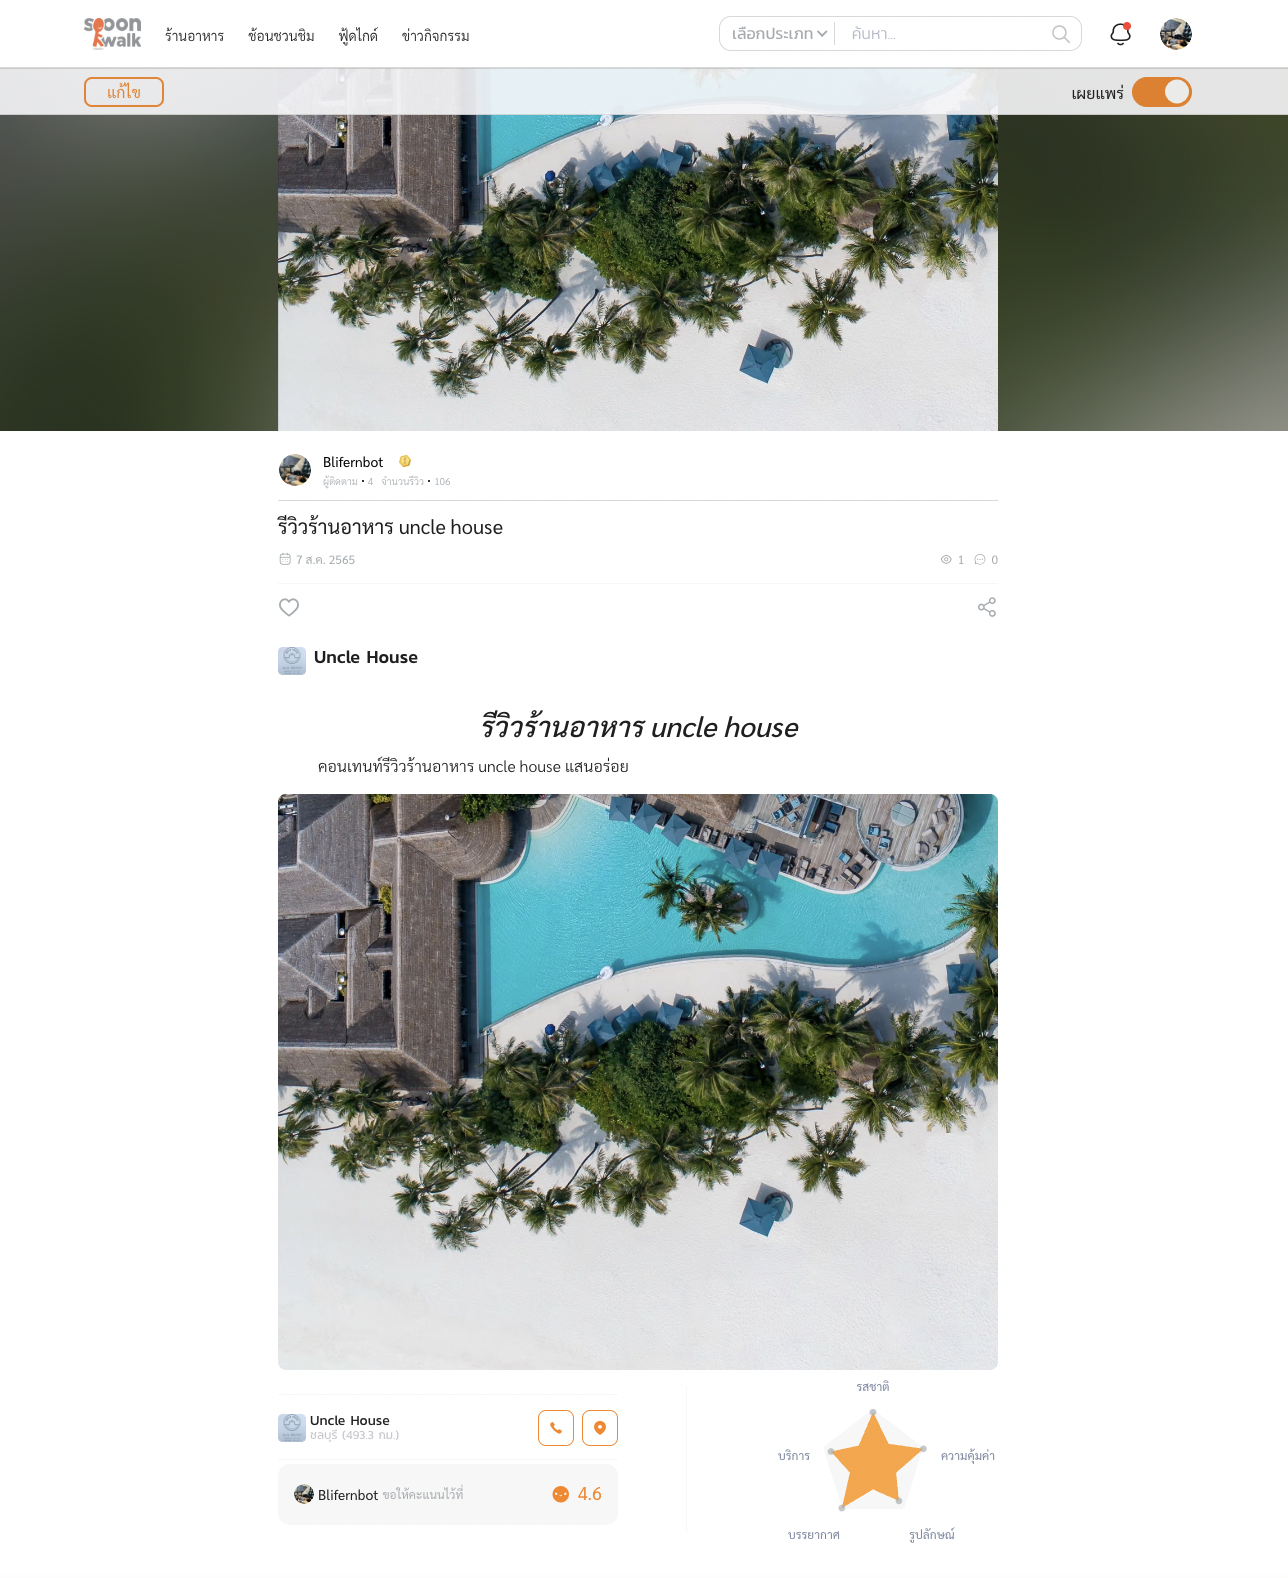 spoon walk
ร้านอาหาร ช้อนชวนชิม ฟู้ดไกด์ ข่าวกิจกรรม เลือกประเภท ค้นหา...
แก้ไข เผยแพร่
Blifernbot
ผู้ติดตาม • 4 จำนวนรีวิว • 106
รีวิวร้านอาหาร uncle house
7 ส.ค. 2565 1 0
Uncle House
รีวิวร้านอาหาร uncle house
คอนเทนท์รีวิวร้านอาหาร uncle house แสนอร่อย
รสชาติ
Uncle House
ชลบุรี (493.3 กม.)
บริการ ความคุ้มค่า
Blifernbot ขอให้คะแนนไว้ที่ 4.6
บรรยากาศ รูปลักษณ์